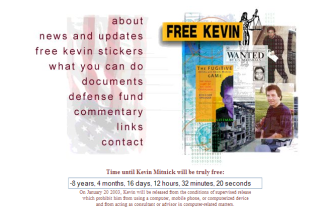 about
news and updates
free kevin stickers
what you can do
documents
defense fund
commentary
links
contact
FREE KEVIN
WANTED
THE FUGITIVE
GAME
Time until Kevin Mitnick will be truly free:
-8 years, 4 months, 16 days, 12 hours, 32 minutes, 20 seconds
On January 20 2003, Kevin will be released from the conditions of supervised release
which prohibit him from using a computer, mobile phone, or computerized device
and from acting as consultant or advisor in computer-related matters.